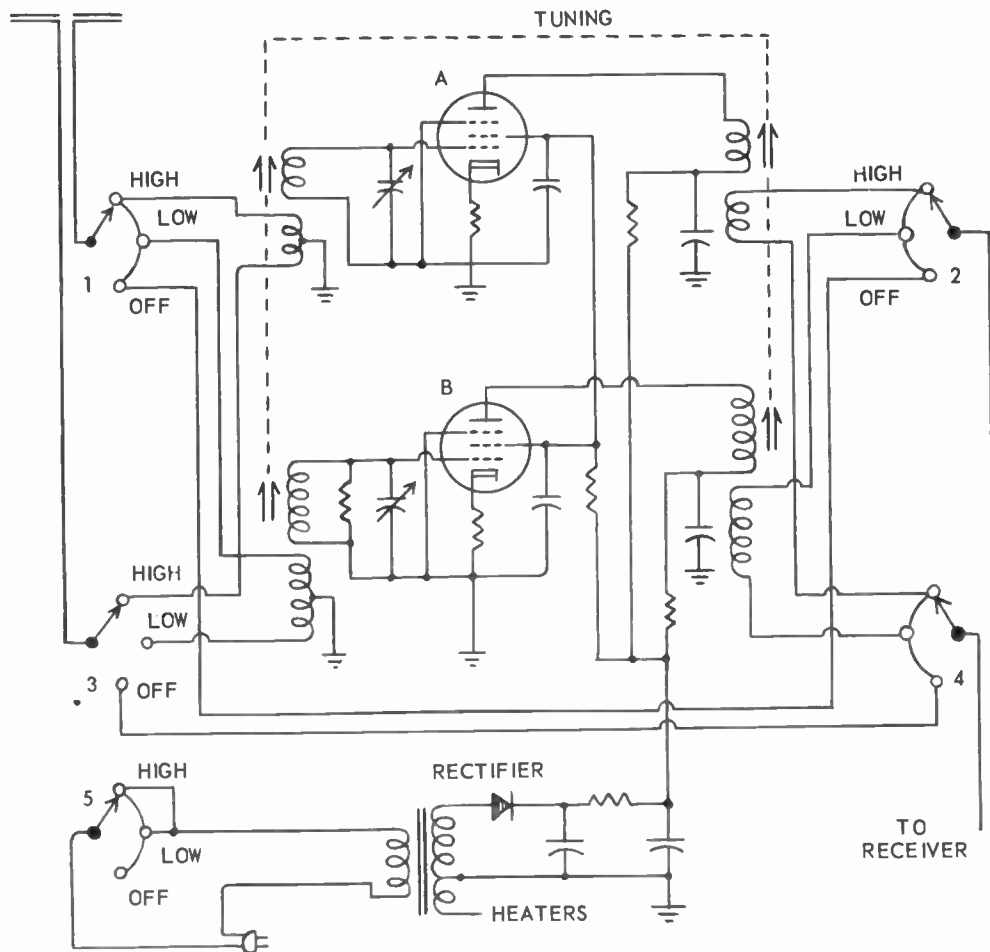 TUNING
A
HIGH
LOW
1
OFF
HIGH
LOW
2
OFF
B
HIGH
LOW
3
OFF
4
HIGH
5
LOW
OFF
RECTIFIER
HEATERS
TO
RECEIVER